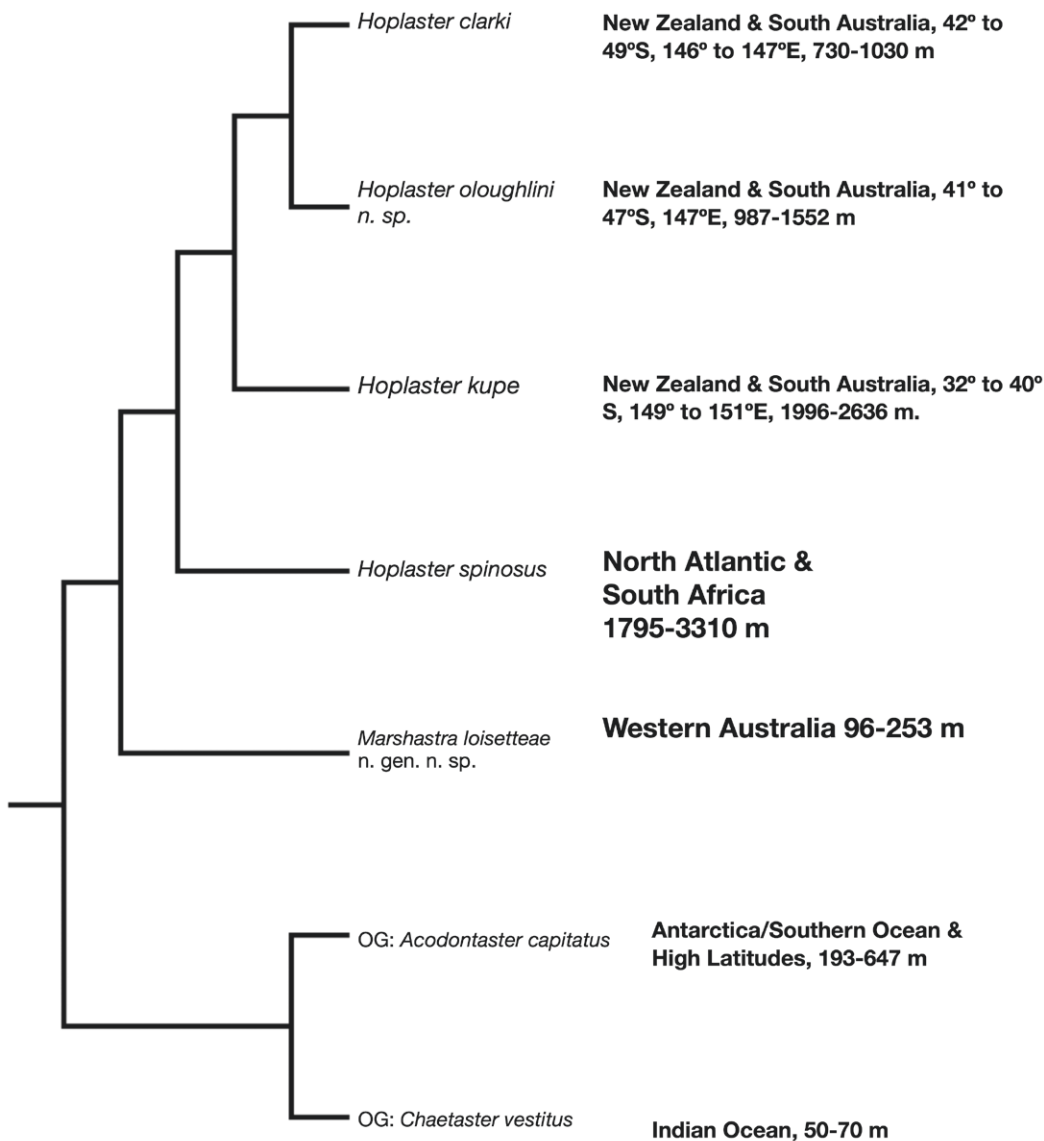 Hoplaster clarki
New Zealand & South Australia, 42º to
49ºS, 146º to 147ºE, 730-1030 m
Hoplaster oloughlini
n. sp.
New Zealand & South Australia, 41º to
47ºS, 147ºE, 987-1552 m
Hoplaster kupe
New Zealand & South Australia, 32º to 40º
S, 149º to 151ºE, 1996-2636 m.
Hoplaster spinosus
North Atlantic &
South Africa
1795-3310 m
Marshastra loisetteae
n. gen. n. sp.
Western Australia 96-253 m
OG: Acodontaster capitatus
Antarctica/Southern Ocean &
High Latitudes, 193-647 m
OG: Chaetaster vestitus
Indian Ocean, 50-70 m